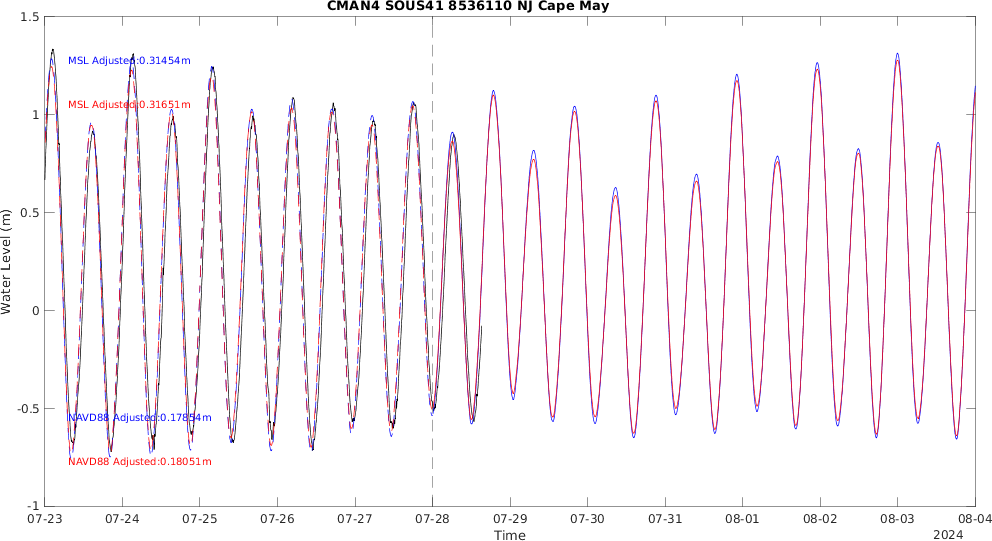 CMAN4 SOUS41 8536110 NJ Cape May
1.5
MSL Adjusted:0.31454m
MSL Adjusted:0.31651m
1
0.5
Water Level (m)
0
-0.5
NAVD88 Adjusted:0.17854m
NAVD88 Adjusted:0.18051m
-1
07-23 07-24 07-25 07-26 07-27 07-28 07-29 07-30 07-31 08-01 08-02 08-03 08-04
Time
2024